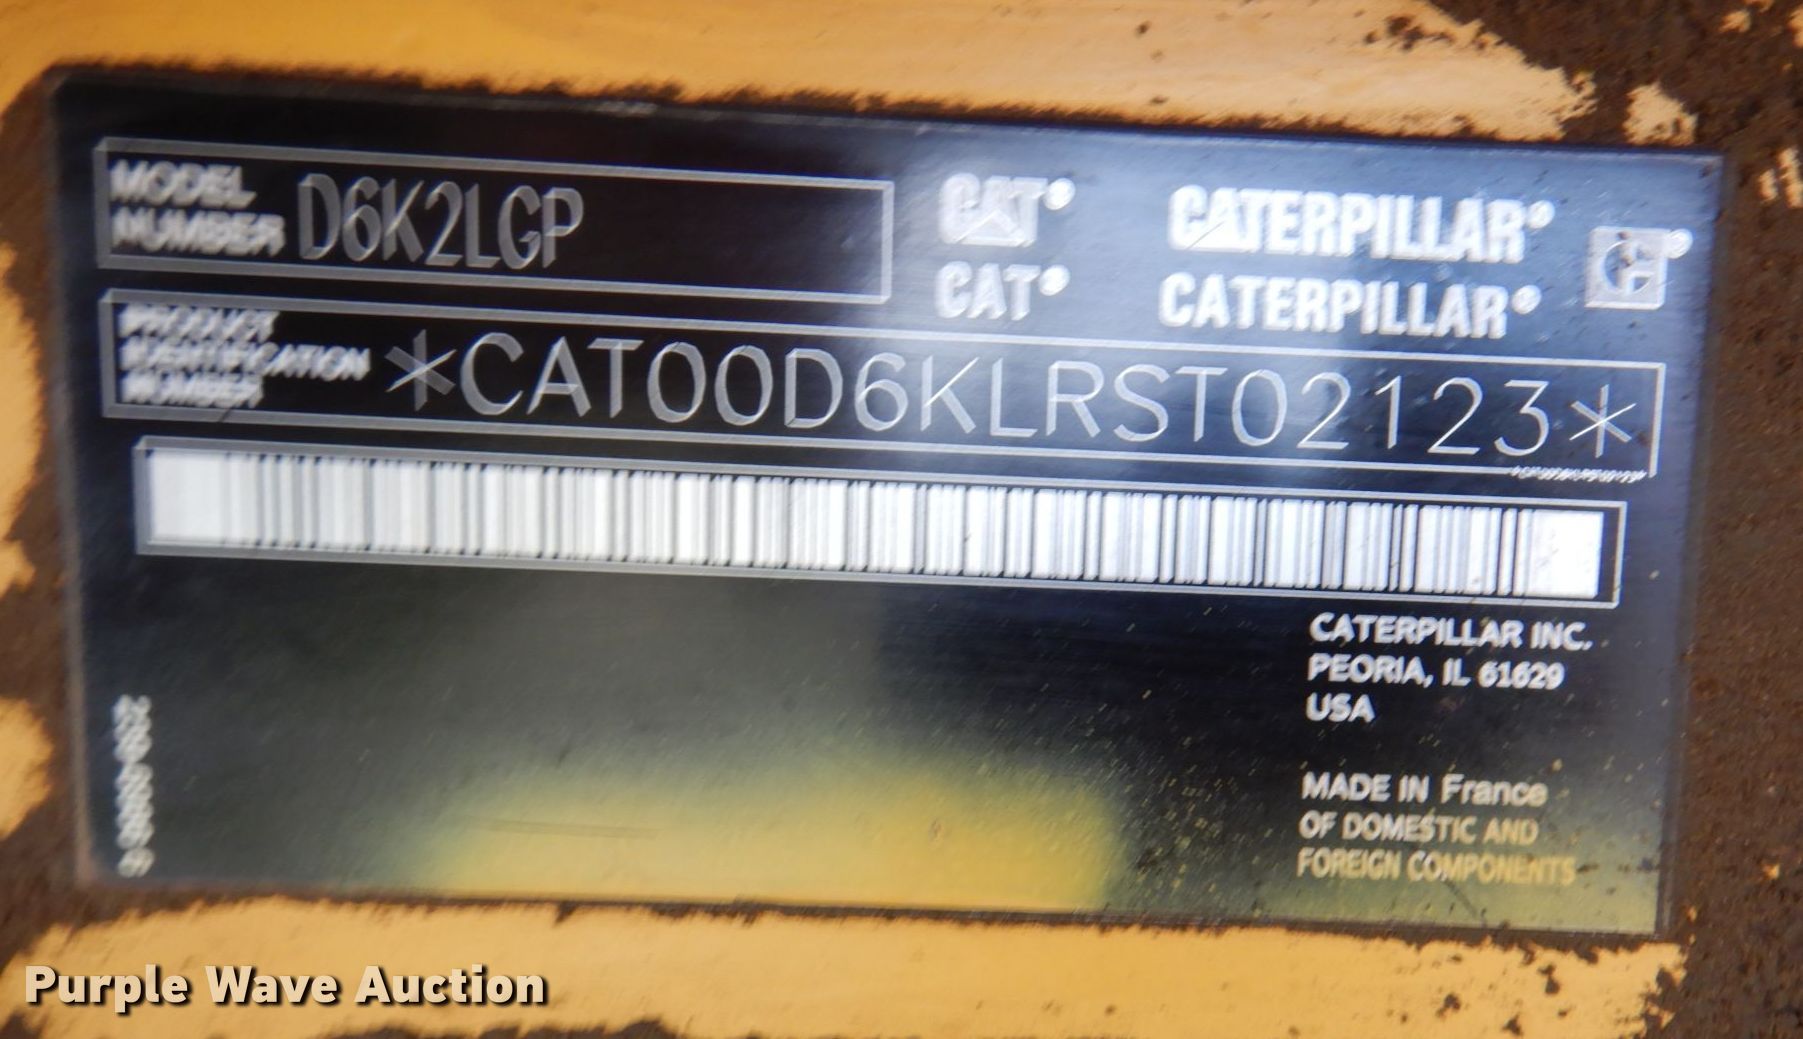 MODEL NUMBER D6K2LGP
CAT® CATERPILLAR®
CAT® CATERPILLAR®
PRODUCT IDENTIFICATION NUMBER *CAT00D6KLRST02123*
CATERPILLAR INC.
PEORIA, IL 61629
USA
MADE IN France
OF DOMESTIC AND
FOREIGN COMPONENTS
Purple Wave Auction